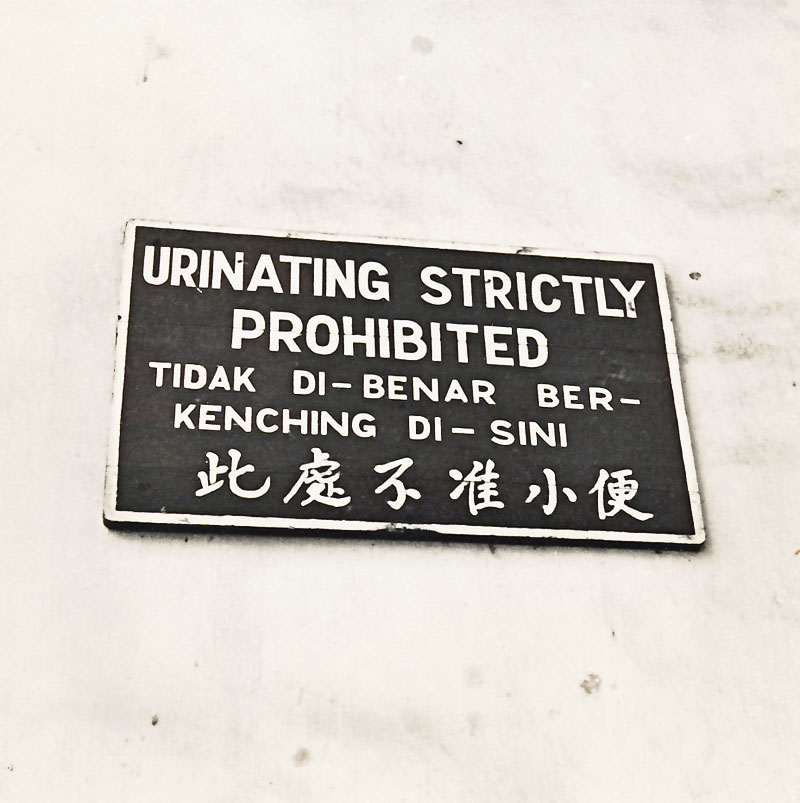 URINATING STRICTLY
PROHIBITED
TIDAK DI-BENAR BER-
KENCHING DI-SINI
此處不准小便